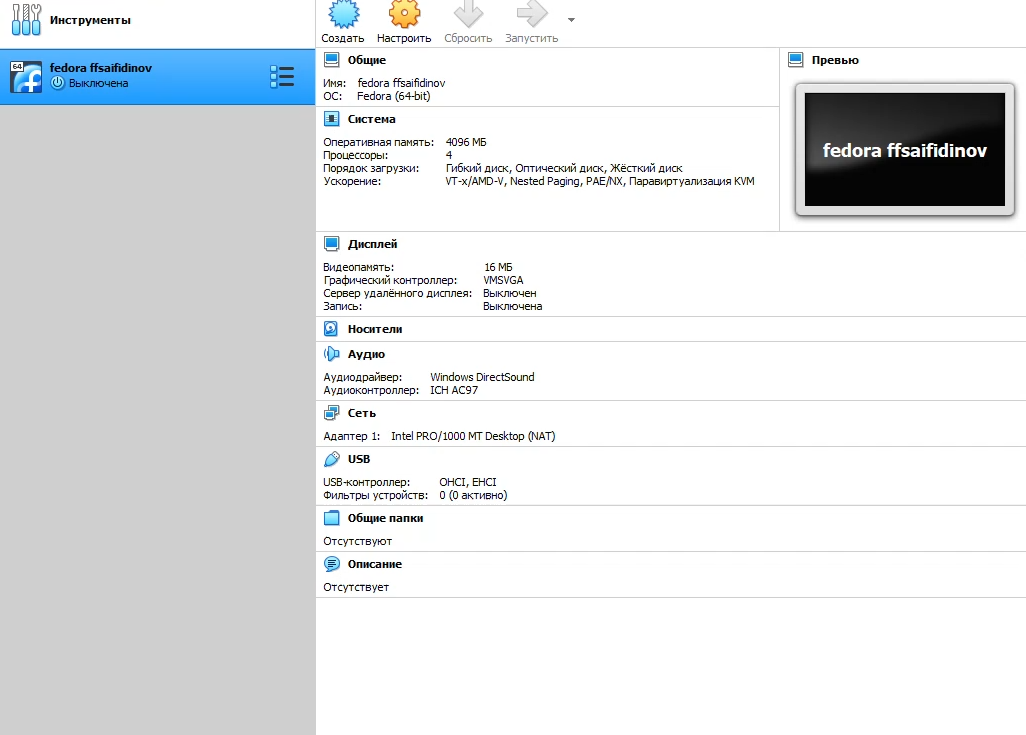 Инструменты
Создать Настроить Сбросить Запустить
64
fedora ffsaifidinov
Выключена
Общие
Имя: fedora ffsaifidinov
ОС: Fedora (64-bit)
Превью
fedora ffsaifidinov
Система
Оперативная память: 4096 МБ
Процессоры: 4
Порядок загрузки: Гибкий диск, Оптический диск, Жёсткий диск
Ускорение: VT-x/AMD-V, Nested Paging, PAE/NX, Паравиртуализация KVM
Дисплей
Видеопамять: 16 МБ
Графический контроллер: VMSVGA
Сервер удалённого дисплея: Выключен
Запись: Выключена
Носители
Аудио
Аудиодрайвер: Windows DirectSound
Аудиоконтроллер: ICH AC97
Сеть
Адаптер 1: Intel PRO/1000 MT Desktop (NAT)
USB
USB-контроллер: OHCI, EHCI
Фильтры устройств: 0 (0 активно)
Общие папки
Отсутствуют
Описание
Отсутствует